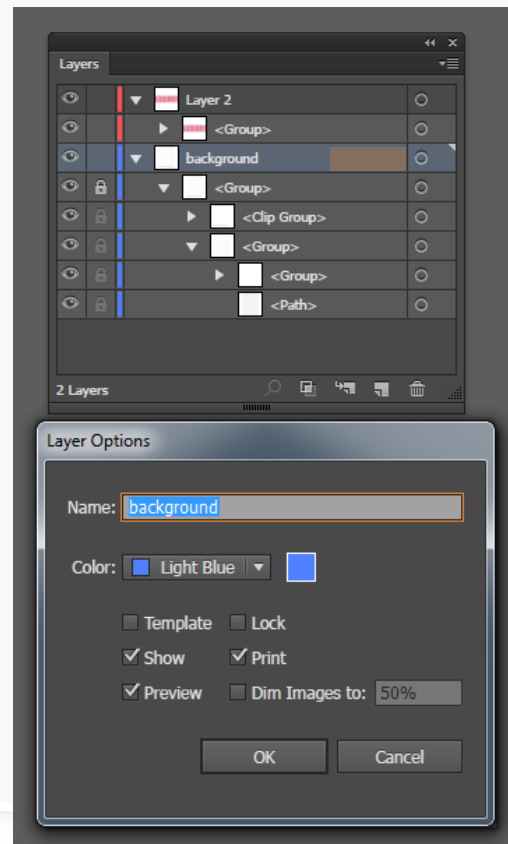 Layers
Layer 2
<Group>
background
<Group>
<Clip Group>
<Group>
<Group>
<Path>
2 Layers
Layer Options
Name: background
Color: Light Blue
Template Lock
Show Print
Preview Dim Images to: 50%
OK Cancel